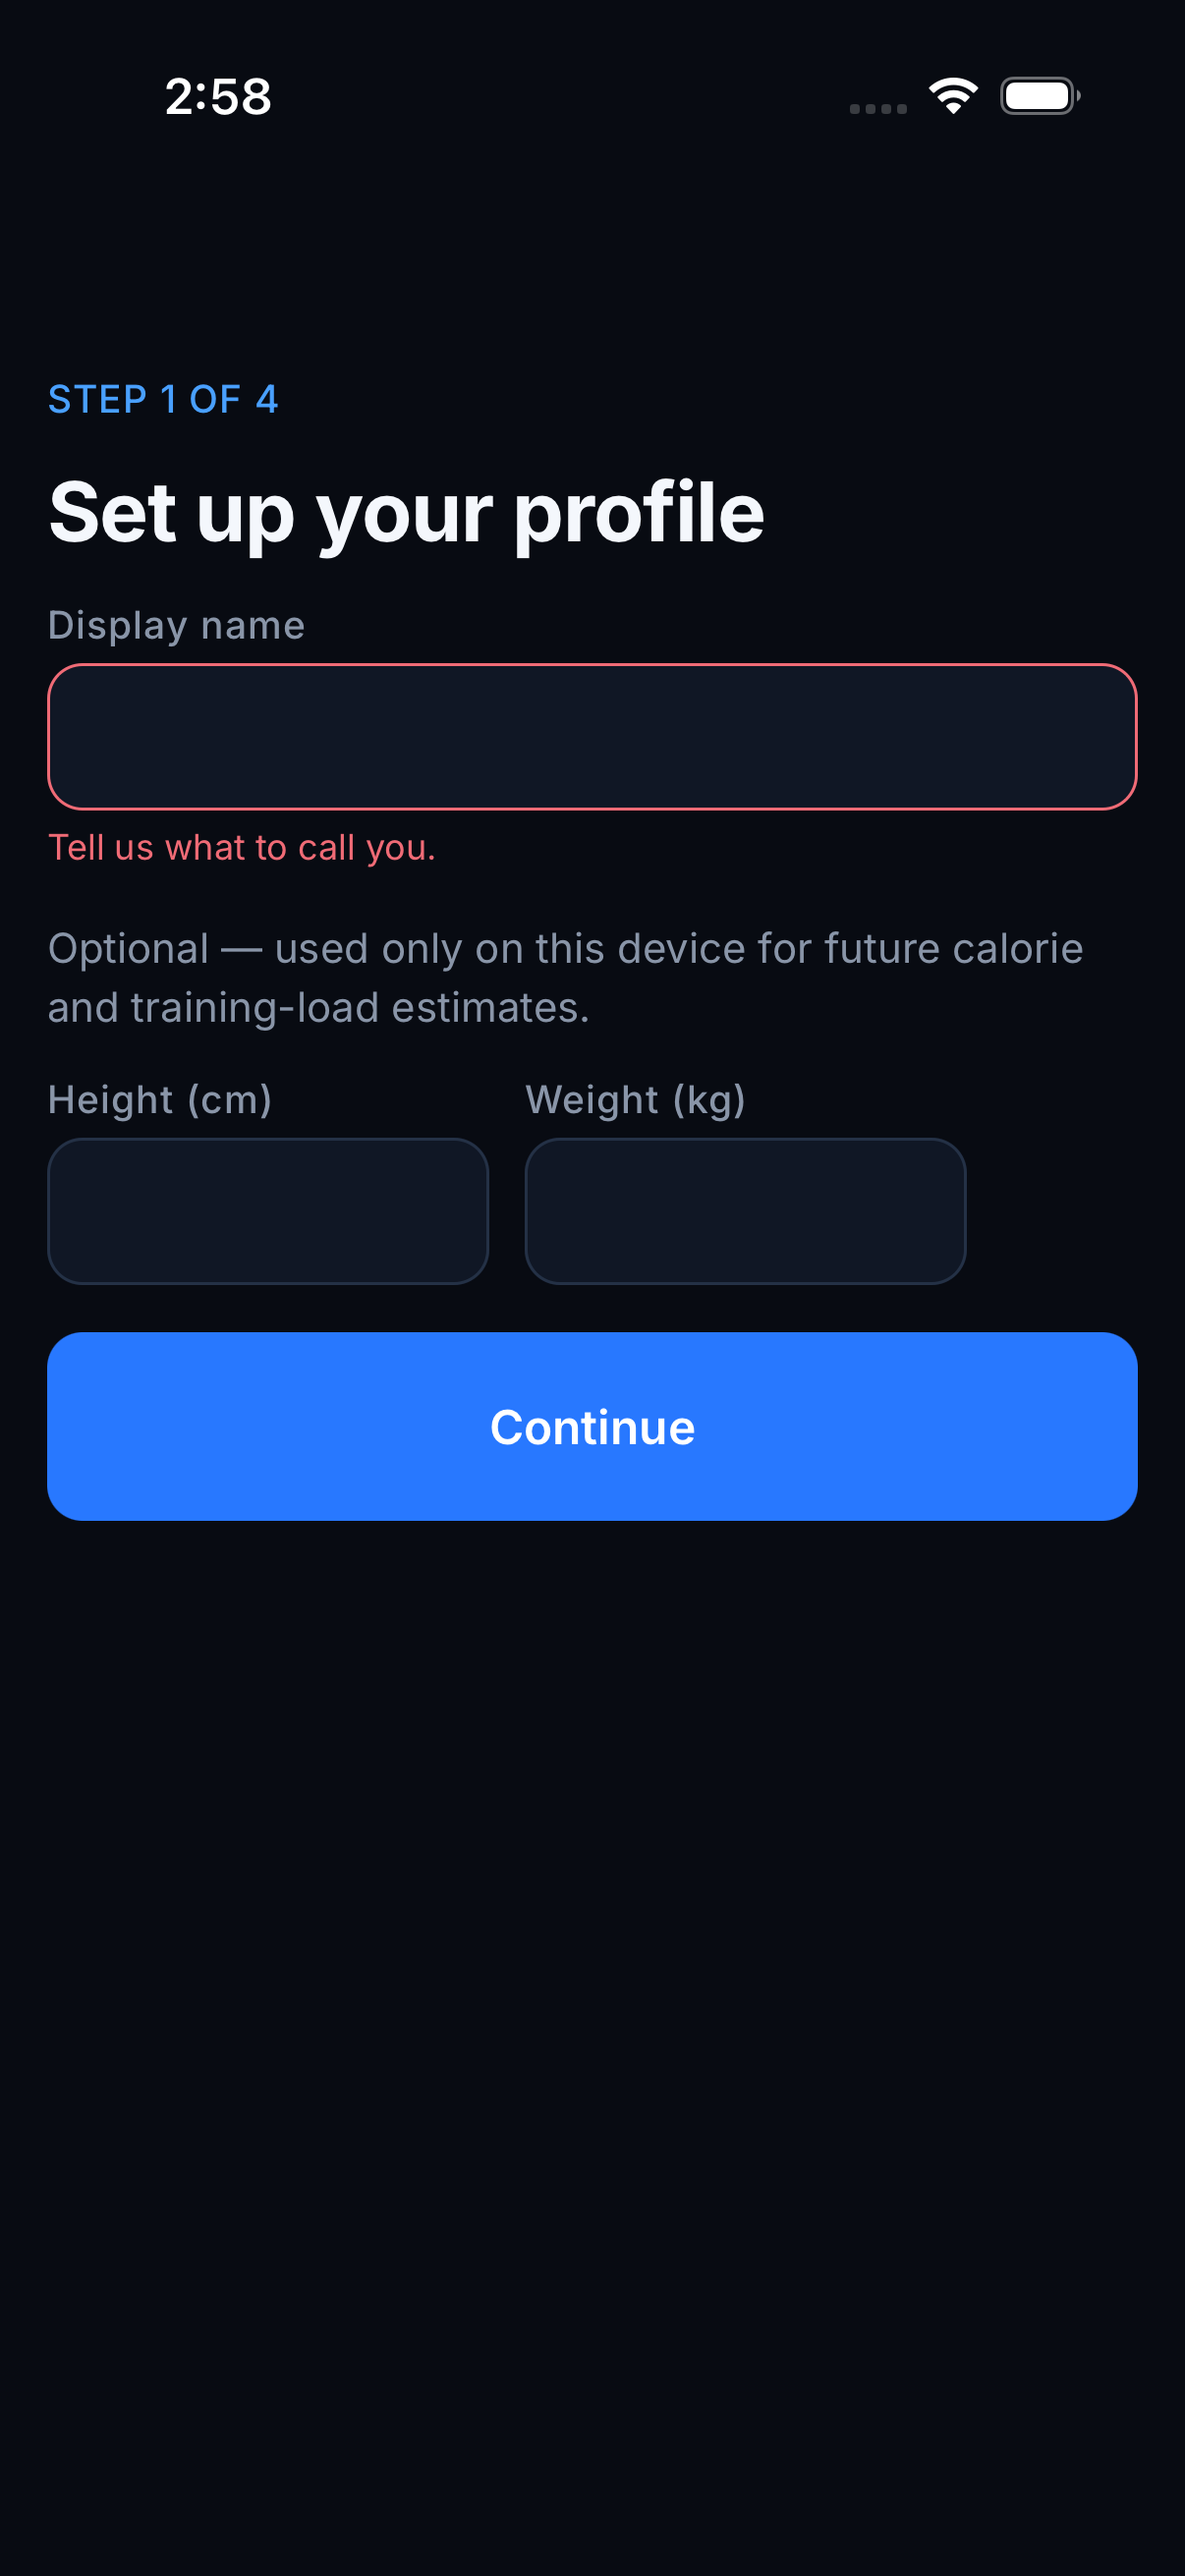 2:58
STEP 1 OF 4
Set up your profile
Display name
Tell us what to call you.
Optional — used only on this device for future calorie
and training-load estimates.
Height (cm) Weight (kg)
Continue